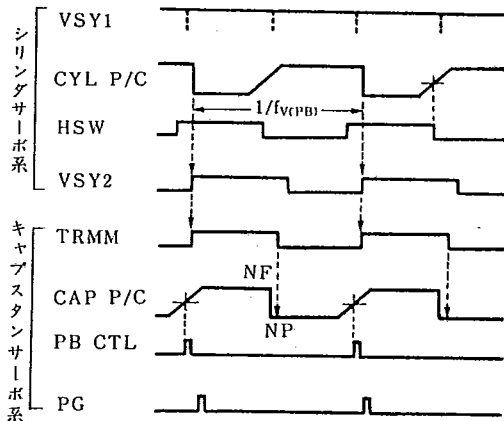 シリンダサーボ系
VSY1
CYL P/C
1/fV(PB)
HSW
VSY2
キャプスタンサーボ系
TRMM
NF
CAP P/C
NP
PB CTL
PG